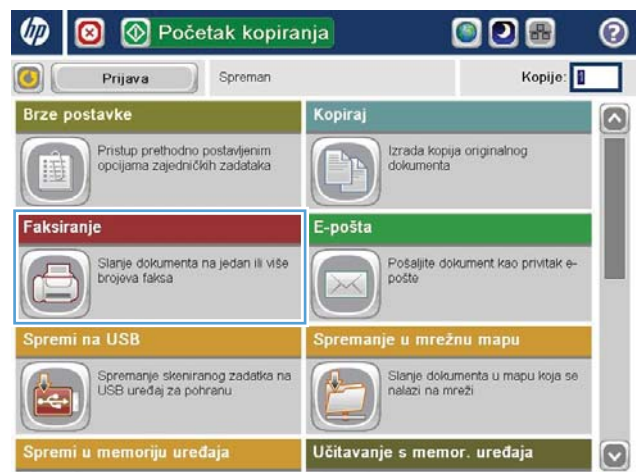 hp Početak kopiranja ?
Prijava Spreman Kopije: 1
Brze postavke Kopiraj
Pristup prethodno postavljenim
opcijama zajedničkih zadataka
Izrada kopija originalnog
dokumenta
Faksiranje E-pošta
Slanje dokumenta na jedan ili više
brojeva faksa
Pošaljite dokument kao privitak e-
pošte
Spremi na USB Spremanje u mrežnu mapu
Spremanje skeniranog zadatka na
USB uređaj za pohranu
Slanje dokumenta u mapu koja se
nalazi na mreži
Spremi u memoriju uređaja Učitavanje s memor. uređaja